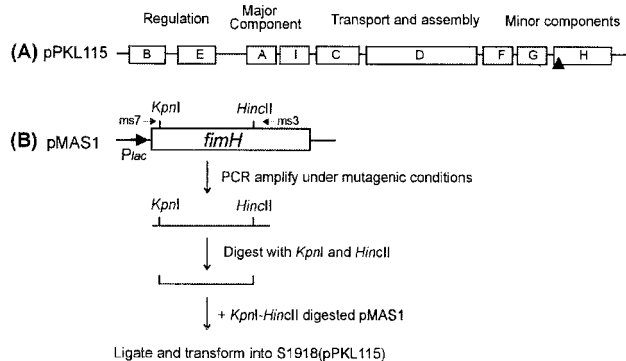 Regulation Major Component Transport and assembly Minor components
(A) pPKL115 B E A I C D F G H
KpnI HincII
ms7 ms3
(B) pMAS1 fimH
Plac
PCR amplify under mutagenic conditions
KpnI HincII
Digest with KpnI and HincII
+ KpnI-HincII digested pMAS1
Ligate and transform into S1918(pPKL115)